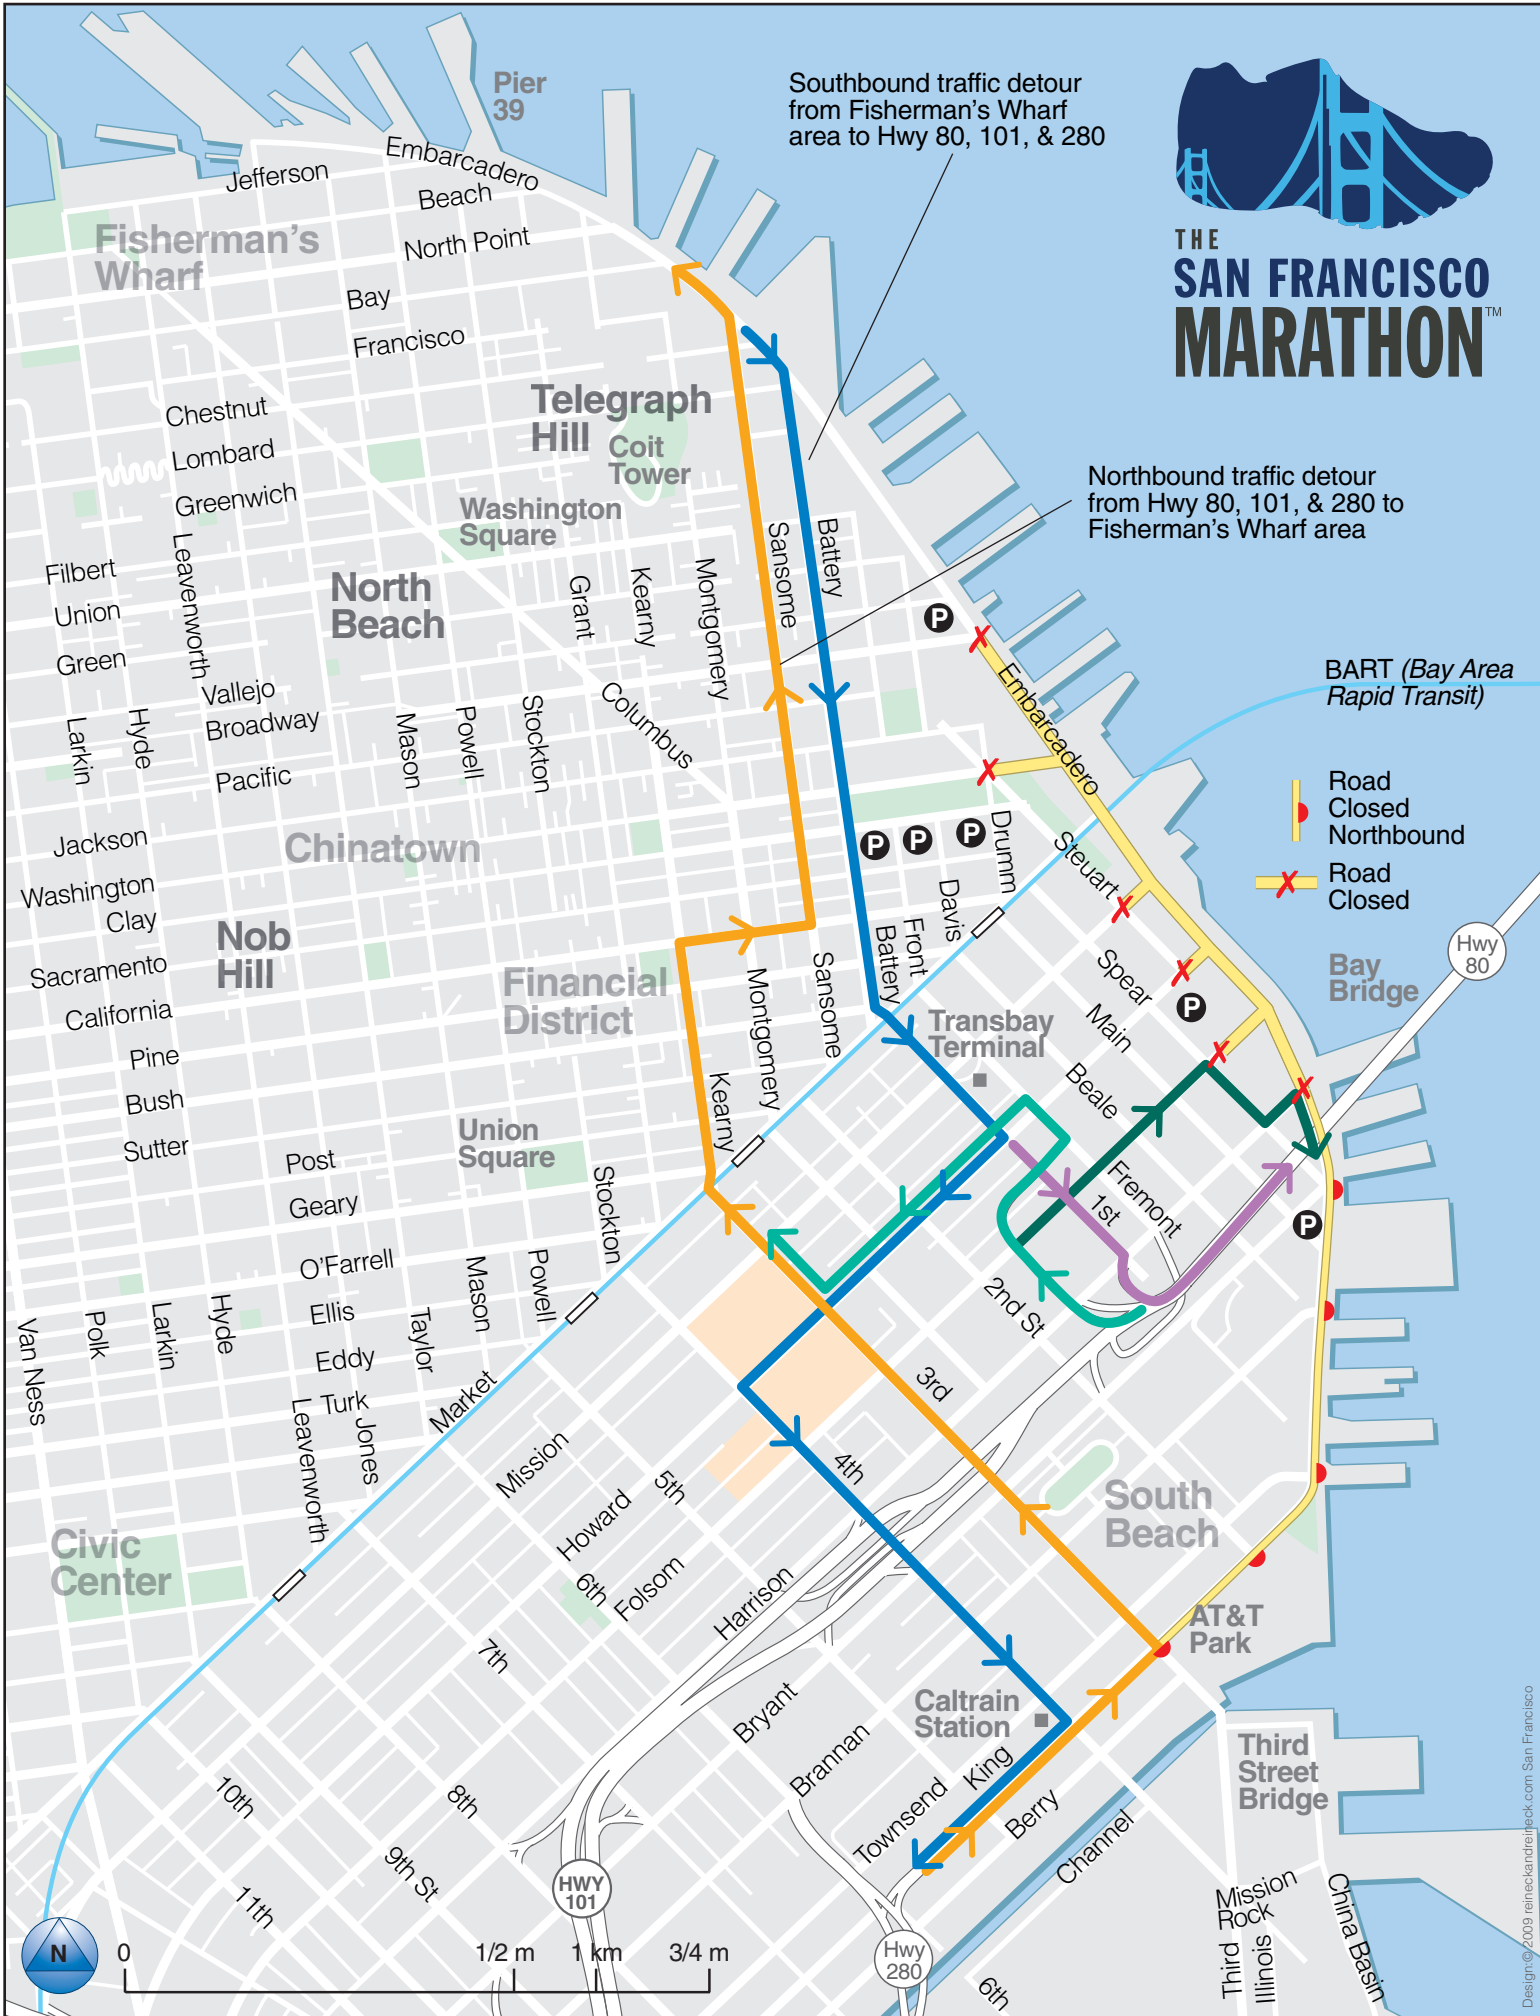 Pier
39
Southbound traffic detour
from Fisherman's Wharf
area to Hwy 80, 101, & 280
THE
SAN FRANCISCO
MARATHON™
Embarcadero
Jefferson
Beach
Fisherman's
Wharf
North Point
Bay
Francisco
Chestnut
Telegraph
Hill
Coit
Tower
Lombard
Greenwich
Washington
Square
Northbound traffic detour
from Hwy 80, 101, & 280 to
Fisherman's Wharf area
Sansome
Battery
Leavenworth
Filbert
North
Beach
Grant
Kearny
Montgomery
Union
P
Green
Vallejo
Embarcadero
BART (Bay Area
Rapid Transit)
Columbus
Broadway
Larkin
Hyde
Mason
Powell
Stockton
Pacific
Road
Closed
Northbound
Jackson
Chinatown
P
P
P
Drumm
Steuart
Road
Closed
Washington
Clay
Davis
Front
Battery
Nob
Hill
Sacramento
Financial
District
Montgomery
Sansome
Spear
Hwy
80
Bay
Bridge
California
P
Main
Transbay
Terminal
Pine
Kearny
Beale
Bush
Sutter
Post
Union
Square
Stockton
Fremont
1st
Geary
P
O'Farrell
2nd St
Van Ness
Polk
Larkin
Hyde
Ellis
Taylor
Mason
Powell
Eddy
Turk
Leavenworth
Jones
Market
3rd
Mission
4th
5th
Howard
South
Beach
Civic
Center
6th
Folsom
Harrison
AT&T
Park
7th
Bryant
Caltrain
Station
Brannan
King
Third
Street
Bridge
Townsend
Berry
10th
8th
Channel
9th St
11th
HWY
101
Mission
Rock
China Basin
Third
Illinois
N
0
1/2 m
1 km
3/4 m
Hwy
280
6th
Design:© 2009 reineckandreineck.com San Francisco